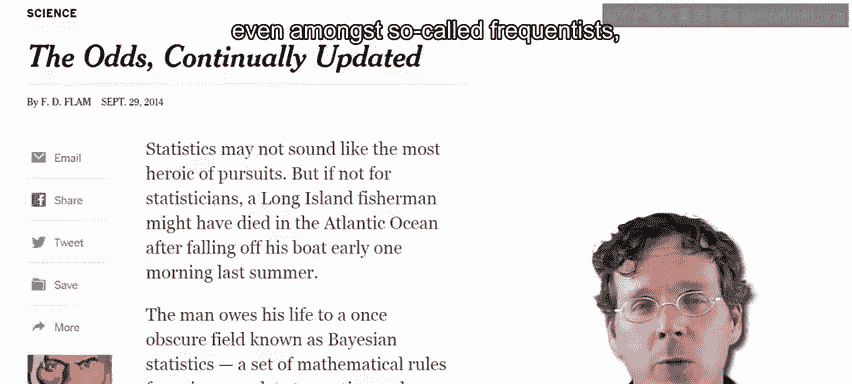 SCIENCE
even amongst so-called frequentists,
The Odds, Continually Updated
By F. D. FLAM SEPT. 29, 2014
Email
Share
Tweet
Save
More
Statistics may not sound like the most
heroic of pursuits. But if not for
statisticians, a Long Island fisherman
might have died in the Atlantic Ocean
after falling off his boat early one
morning last summer.
The man owes his life to a once
obscure field known as Bayesian
statistics — a set of mathematical rules